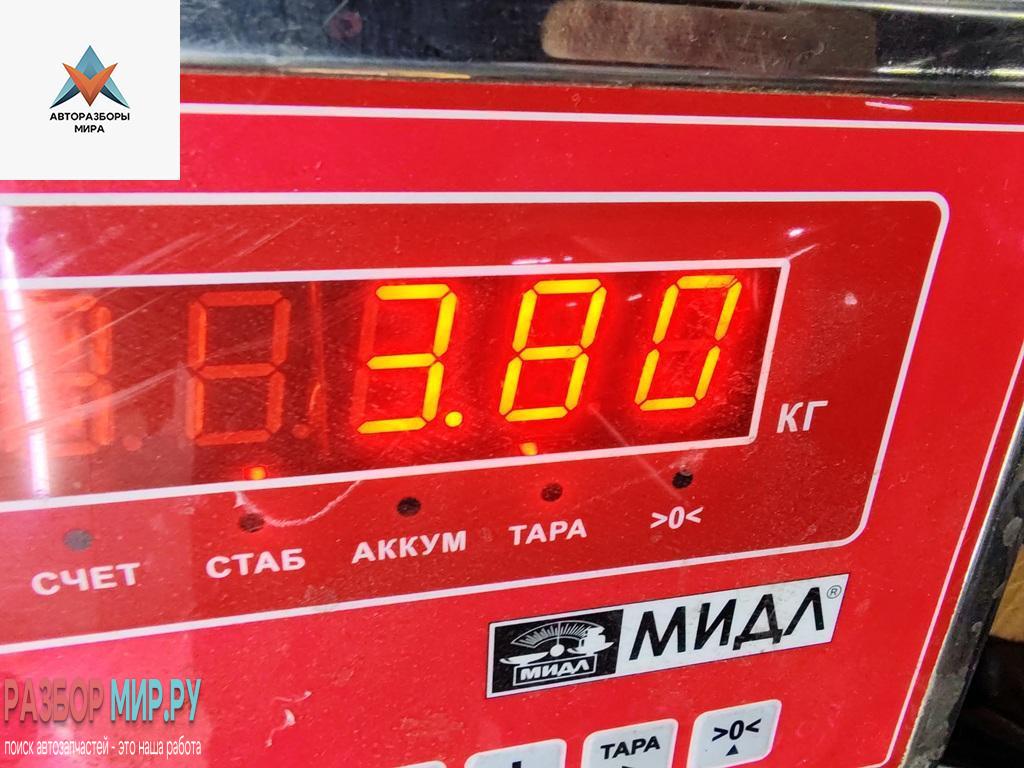 АВТОРАЗБОРЫ
МИРА
3.80
КГ
СЧЕТ СТАБ АККУМ ТАРА >0<
МИДЛ МИДЛ®
РАЗБОР МИР.РУ
поиск автозапчастей - это наша работа
ТАРА >0<